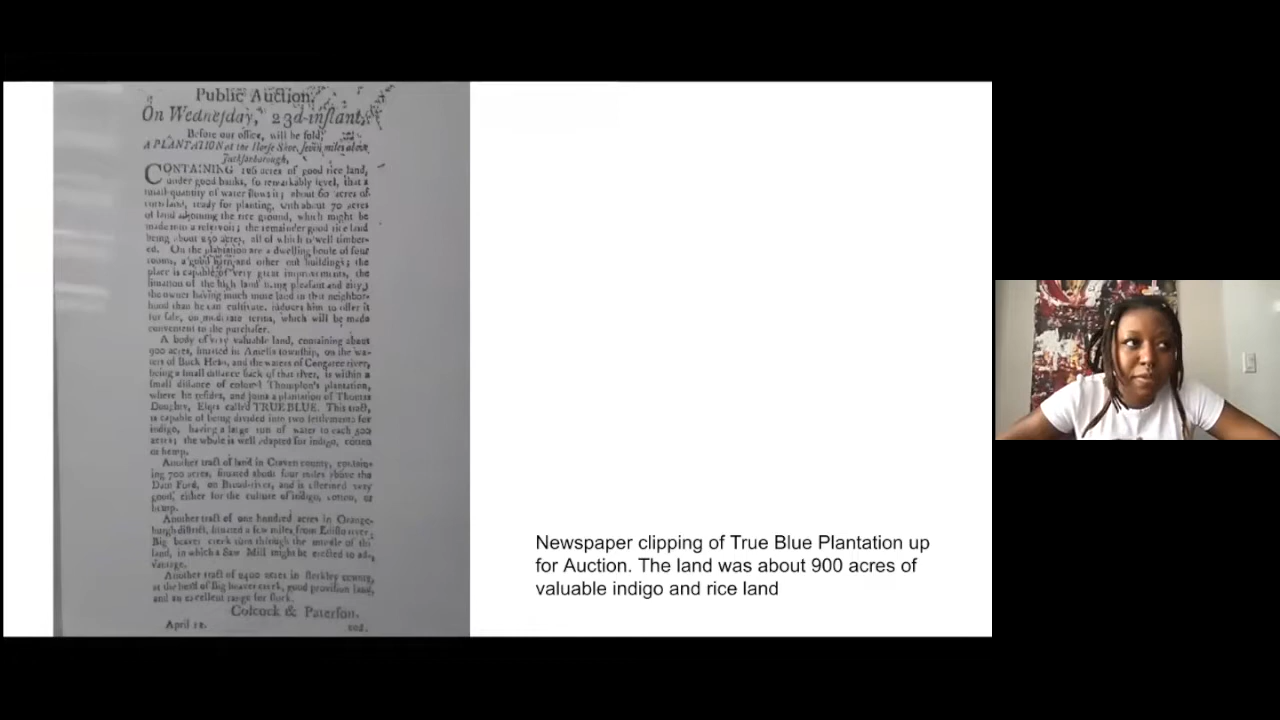 Public Auction.
On Wednesday, 23d instant,
Before our office, will be sold,
A PLANTATION at the Horse Shoe, seven miles above
Jacksonborough,
CONTAINING 126 acres of good rice land,
under good banks, so remarkably level, that a
small quantity of water flows it; about 60 acres of
corn land, ready for planting, with about 70 acres
of land adjoining the rice ground, which might be
made into a reservoir; the remainder good rice land
being about 250 acres, all of which is well timber-
ed. On the plantation are a dwelling house of four
rooms, a good barn and other out buildings; the
place is capable of very great improvements, the
situation of the high land being pleasant and airy;
the owner having much more land in this neighbor-
hood than he can cultivate, induces him to offer it
for sale, on moderate terms, which will be made
convenient to the purchaser.
A body of very valuable land, containing about
900 acres, situated in Amelia township, on the wa-
ters of Buck Head, and the waters of Congaree river,
being a small distance back of that river, is within a
small distance of colonel Thompson's plantation,
where he resides, and joins a plantation of Thomas
Doughty, Esqrs called TRUE BLUE. This tract,
is capable of being divided into two settlements for
indigo, having a large run of water to each 500
acres; the whole is well adapted for indigo, cotton
or hemp.
Another tract of land in Craven county, contain-
ing 700 acres, situated about four miles above the
Dam Ford, on Broad-river, and is esteemed very
good, either for the culture of indigo, cotton, or
hemp.
Another tract of one hundred acres in Orange-
burgh district, situated a few miles from Edisto river;
Big beaver creek runs through the middle of the
land, in which a Saw Mill might be erected to ad-
vantage.
Another tract of 2400 acres in Berkley county,
at the head of Big beaver creek, good provision land,
and an excellent range for stock.
Colcock & Paterson.
April 12.
Newspaper clipping of True Blue Plantation up
for Auction. The land was about 900 acres of
valuable indigo and rice land